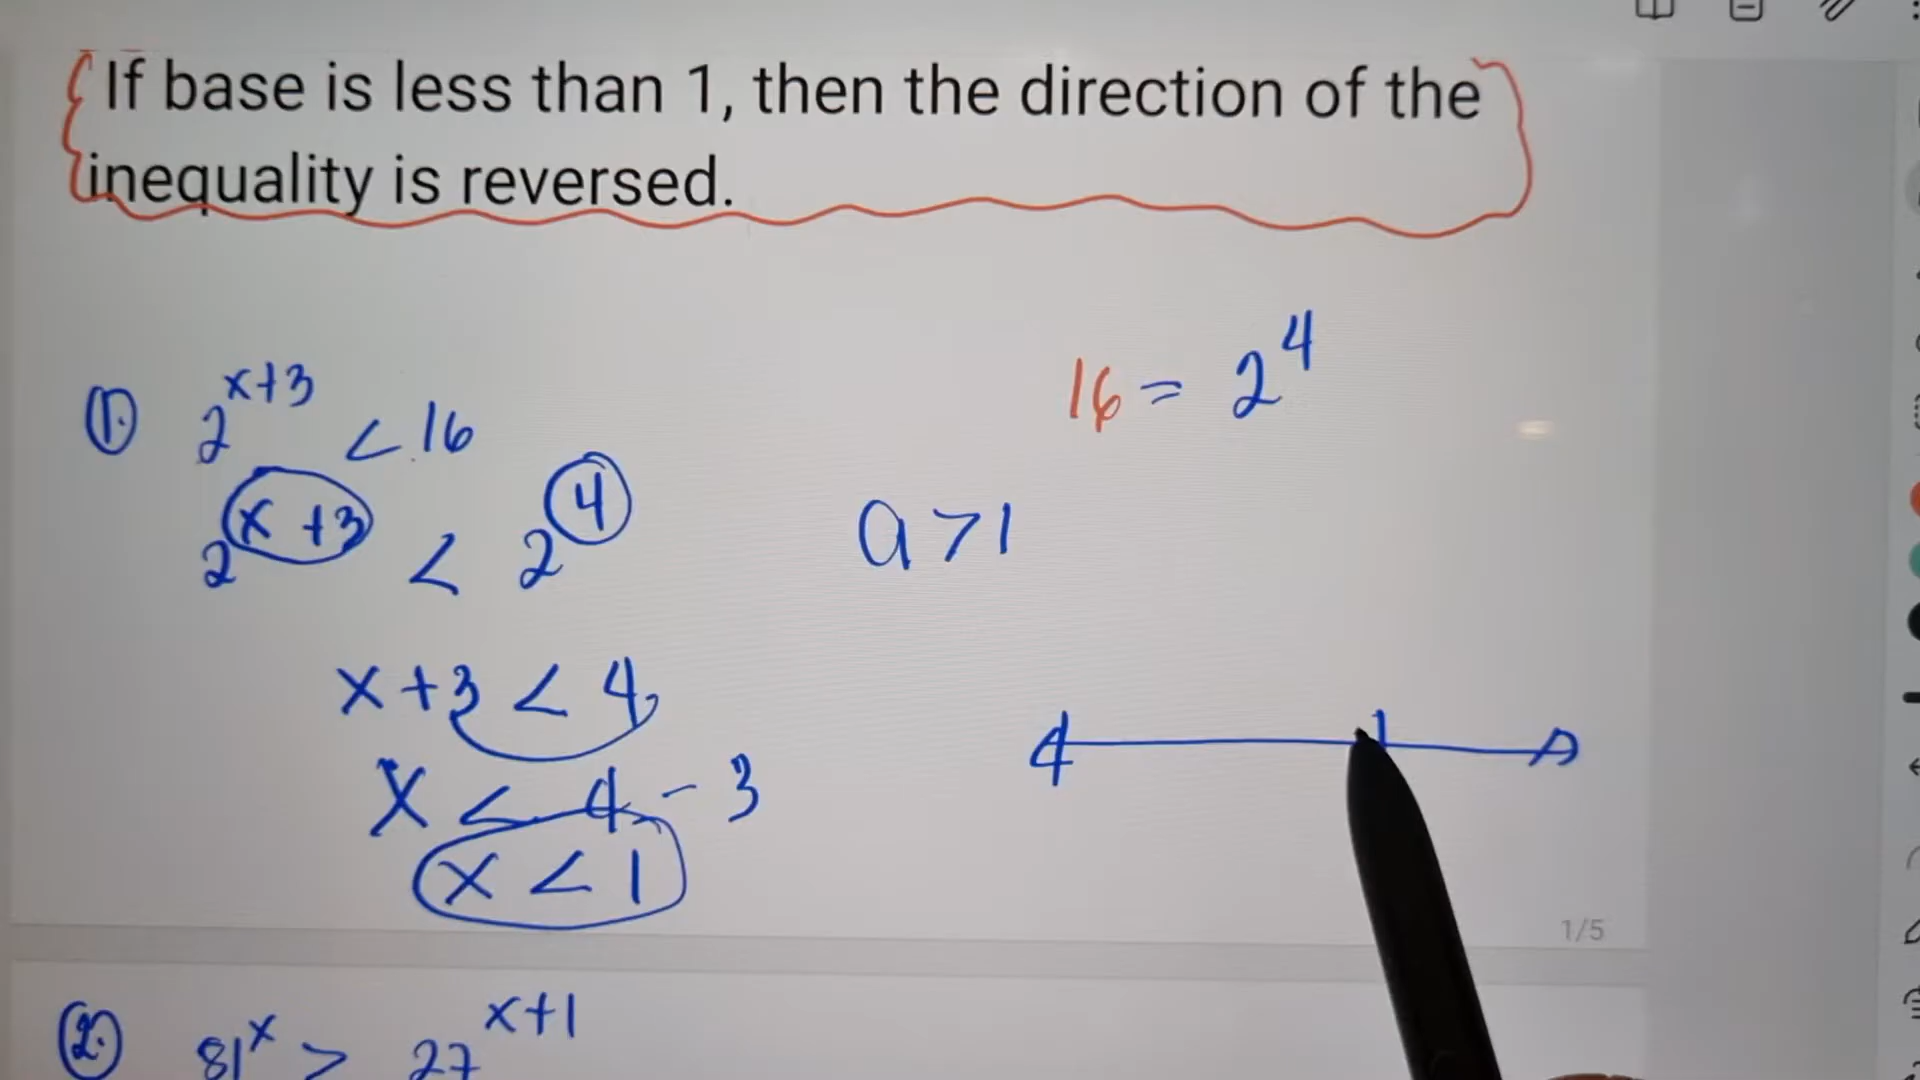 If base is less than 1, then the direction of the
inequality is reversed.
16 = 2^4
1. 2^{x+3} < 16
2^{x+3} < 2^4
a > 1
x + 3 < 4
x < 4 - 3
x < 1
1/5
2. 81^x > 27^{x+1}